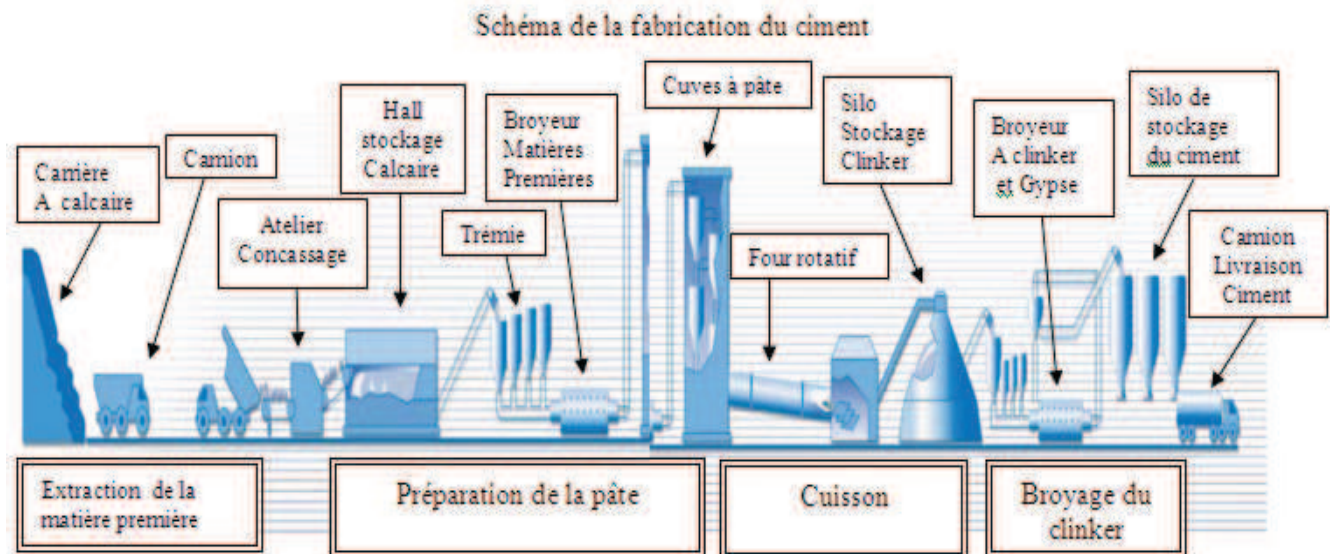 Schéma de la fabrication du ciment
Carrière
A calcaire
Camion
Atelier
Concassage
Hall
stockage
Calcaire
Trémie
Broyeur
Matières
Premières
Cuves à pâte
Four rotatif
Silo
Stockage
Clinker
Broyeur
A clinker
et Gypse
Silo de
stockage
du ciment
Camion
Livraison
Ciment
Extraction de la
matière première
Préparation de la pâte
Cuisson
Broyage du
clinker